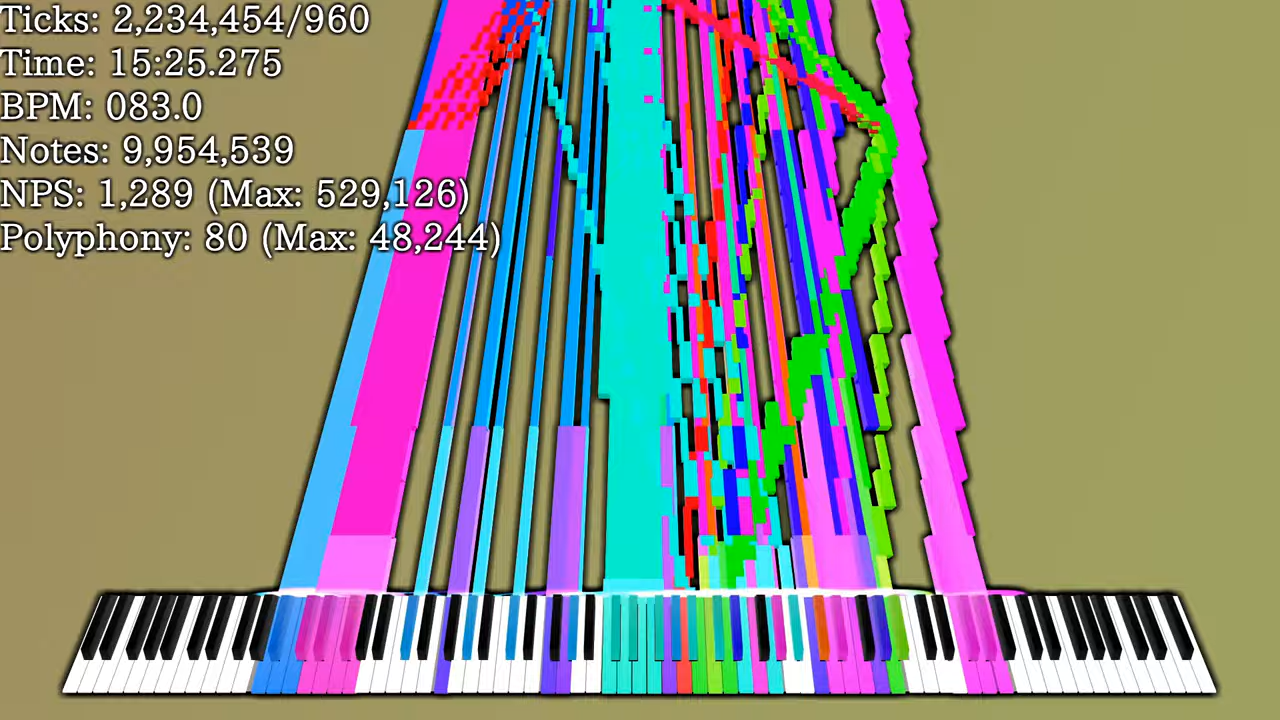 Ticks: 2,234,454/960
Time: 15:25.275
BPM: 083.0
Notes: 9,954,539
NPS: 1,289 (Max: 529,126)
Polyphony: 80 (Max: 48,244)